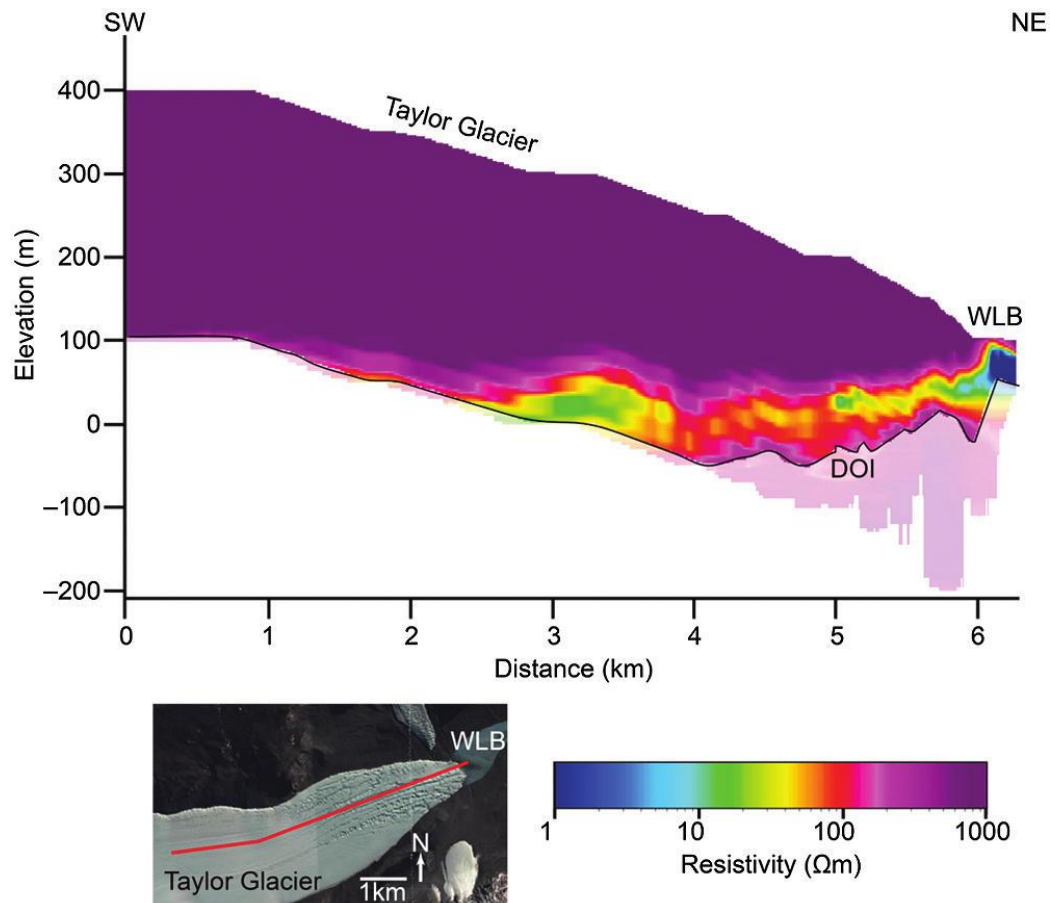 SW
NE
400
300
200
100
0
–100
–200
Elevation (m)
Taylor Glacier
WLB
DOI
0
1
2
3
4
5
6
Distance (km)
WLB
N
1km
Taylor Glacier
1
10
100
1000
Resistivity (Ωm)